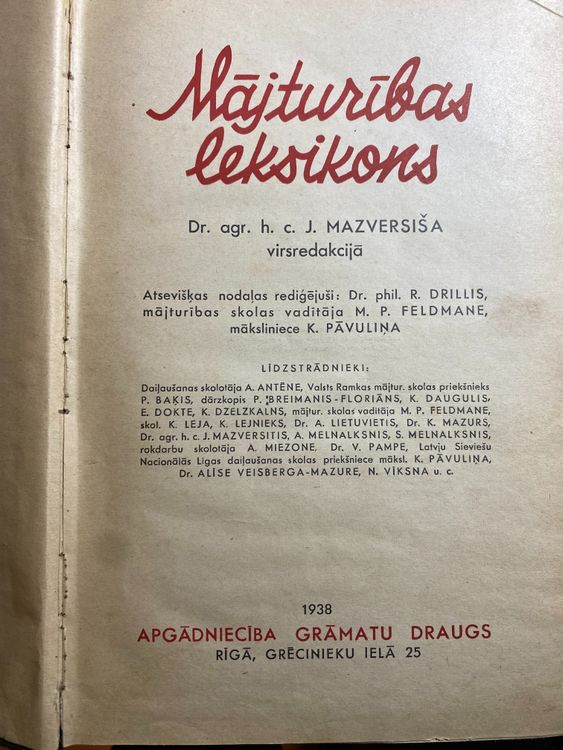 Mājturības
leksikons
Dr. agr. h. c. J. MAZVERSIŠA
virsredakcijā
Atsevišķas nodaļas rediģējuši: Dr. phil. R. DRILLIS,
mājturības skolas vadītāja M. P. FELDMANE,
māksliniece K. PĀVULIŅA
LĪDZSTRĀDNIEKI:
Daiļaušanas skolotāja A. ANTĒNE, Valsts Ramkas mājtur. skolas priekšnieks
P. BAĶIS, dārzkopis P. BREIMANIS-FLORIĀNS, K. DAUGULIS,
E. DOKTE, K. DZELZKALNS, mājtur. skolas vadītāja M. P. FELDMANE,
skol. K. LEJA, K. LEJNIEKS, Dr. A. LIETUVIETIS, Dr. K. MAZURS,
Dr. agr. h. c. J. MAZVERSITIS, A. MELNALKSNIS, S. MELNALKSNIS,
rokdarbu skolotāja A. MIEZONE, Dr. V. PAMPE, Latvju Sieviešu
Nacionālās Līgas daiļaušanas skolas priekšniece māksl. K. PĀVULIŅA,
Dr. ALĪSE VEISBERGA-MAZURE, N. VĪKSNA u. c.
1938
APGĀDNIECĪBA GRĀMATU DRAUGS
RĪGĀ, GRĒCINIEKU IELĀ 25